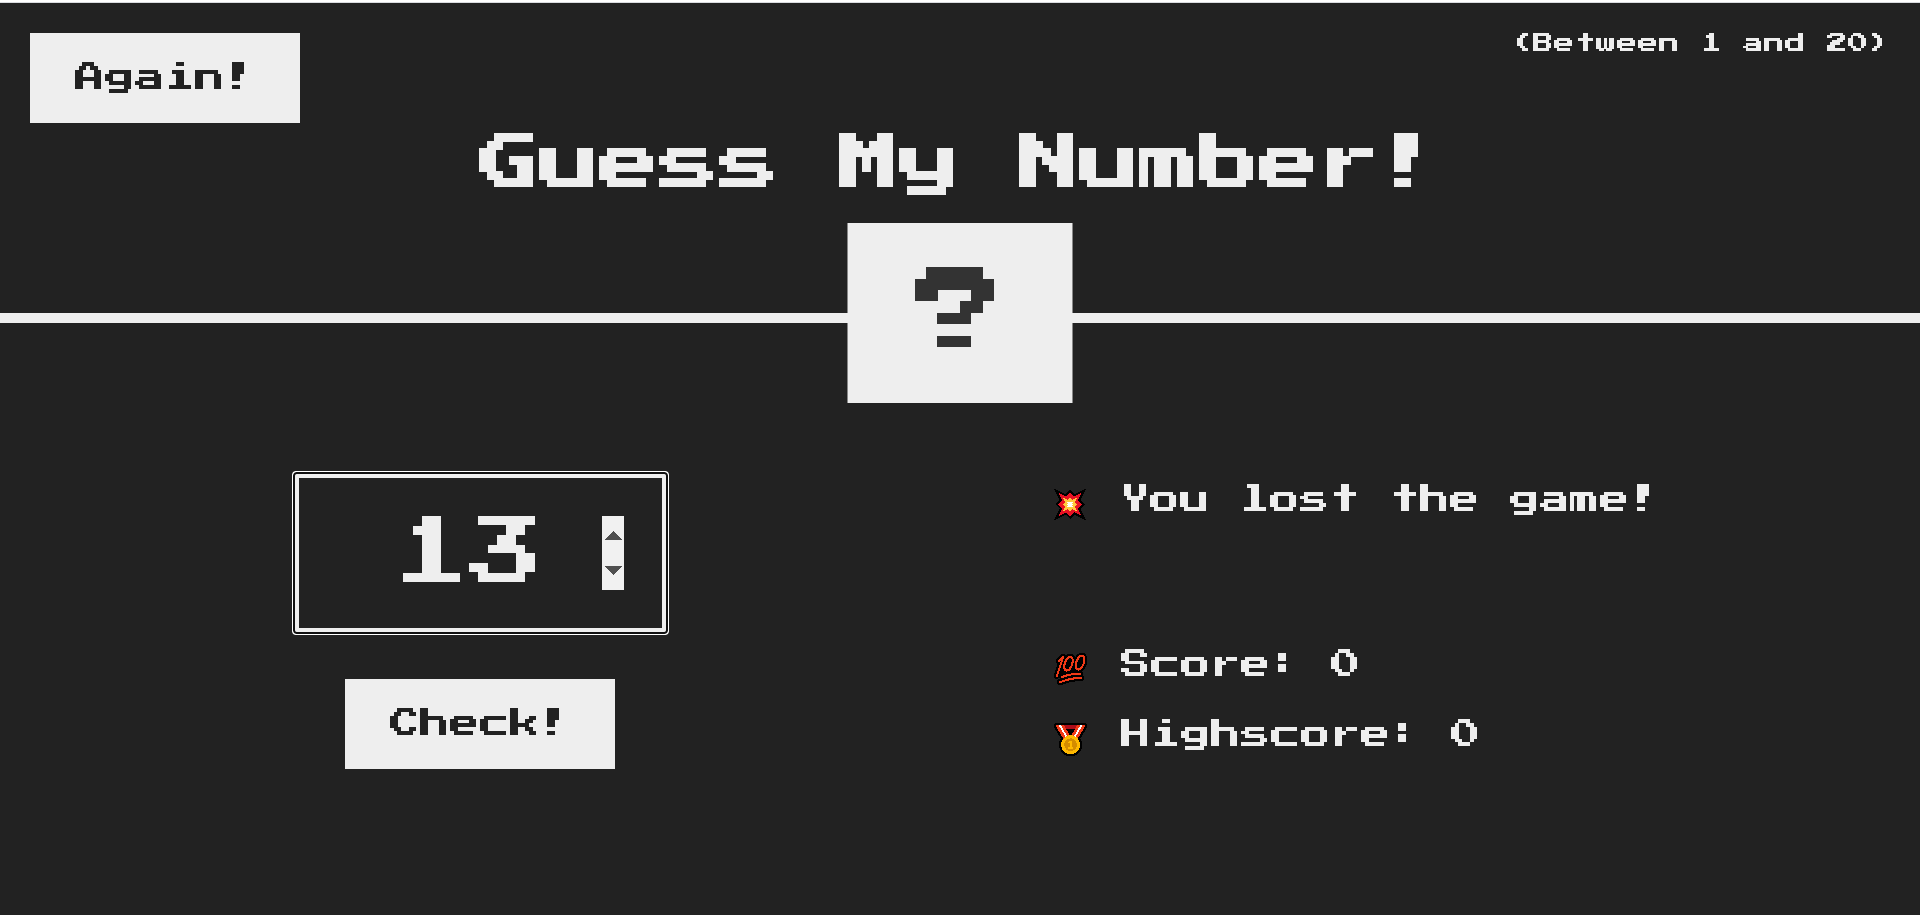 Again!
(Between 1 and 20)
Guess My Number!
?
13
💥 You lost the game!
Check!
💯 Score: 0
🥇 Highscore: 0